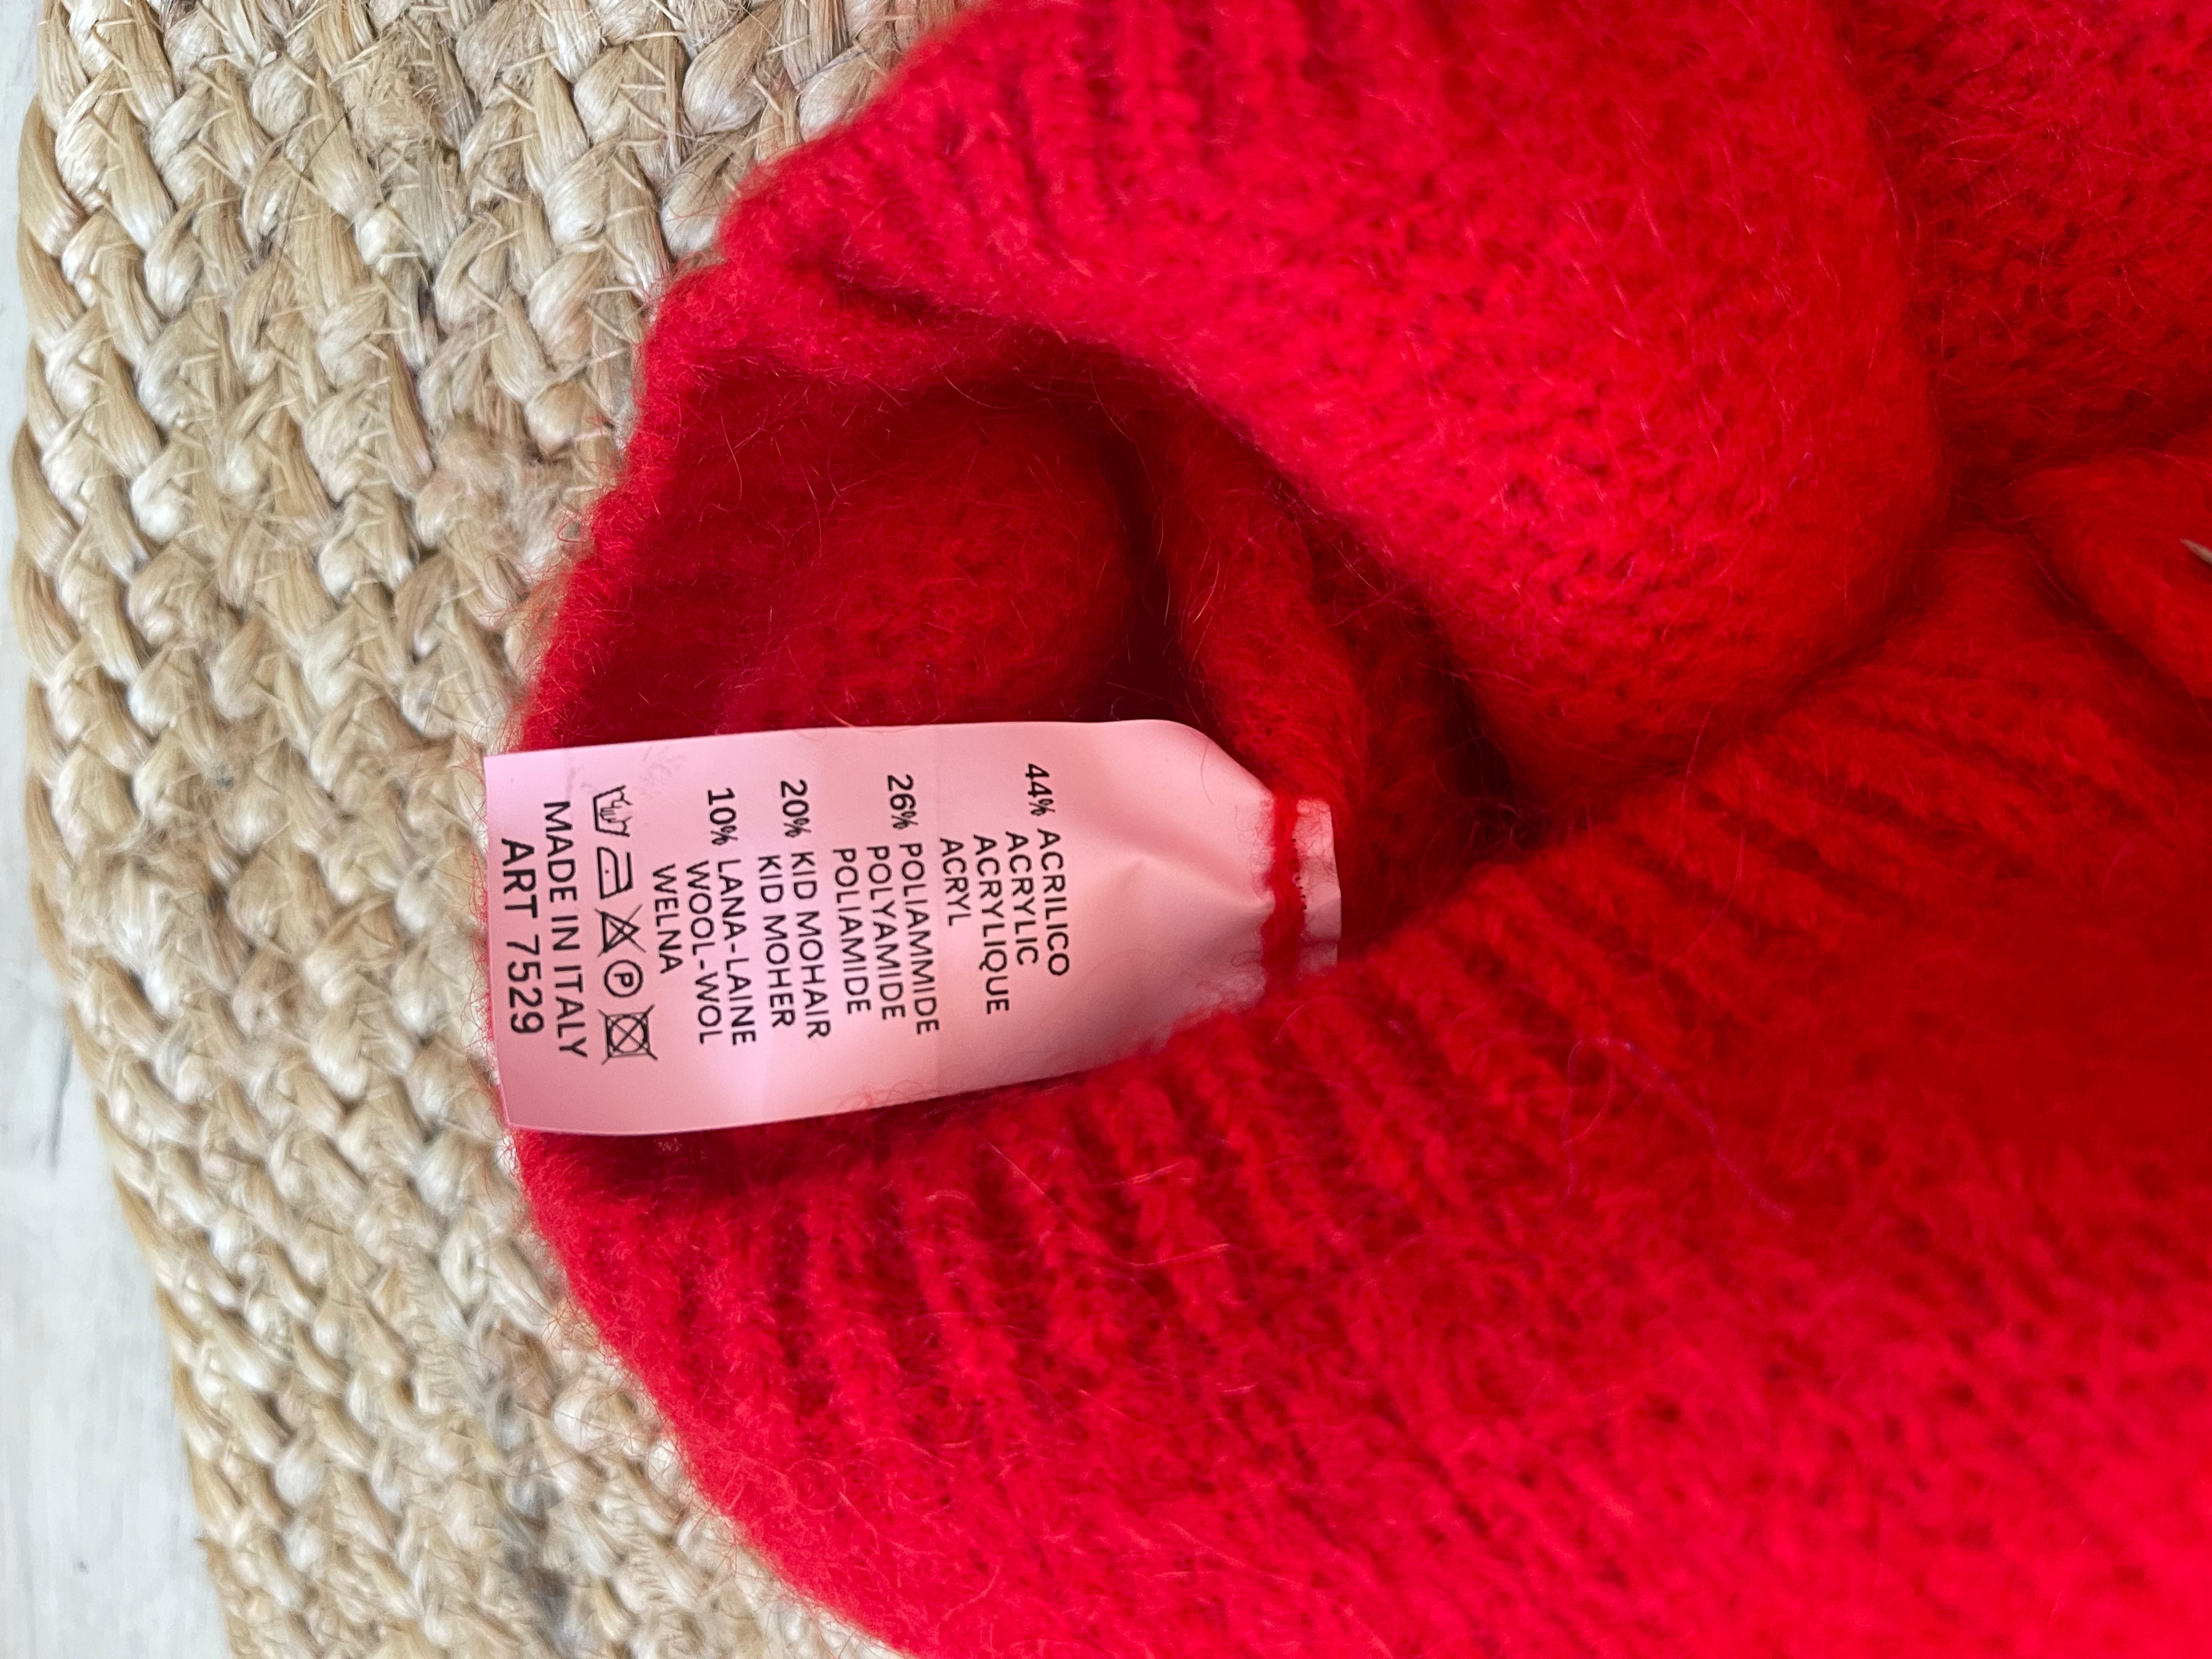 44% ACRILICO
ACRYLIC
ACRYLIQUE
ACRYL
26% POLIAMMIDE
POLYAMIDE
POLIAMIDE
20% KID MOHAIR
KID MOHER
10% LANA-LAINE
WOOL-WOL
WELNA
P
MADE IN ITALY
ART 7529